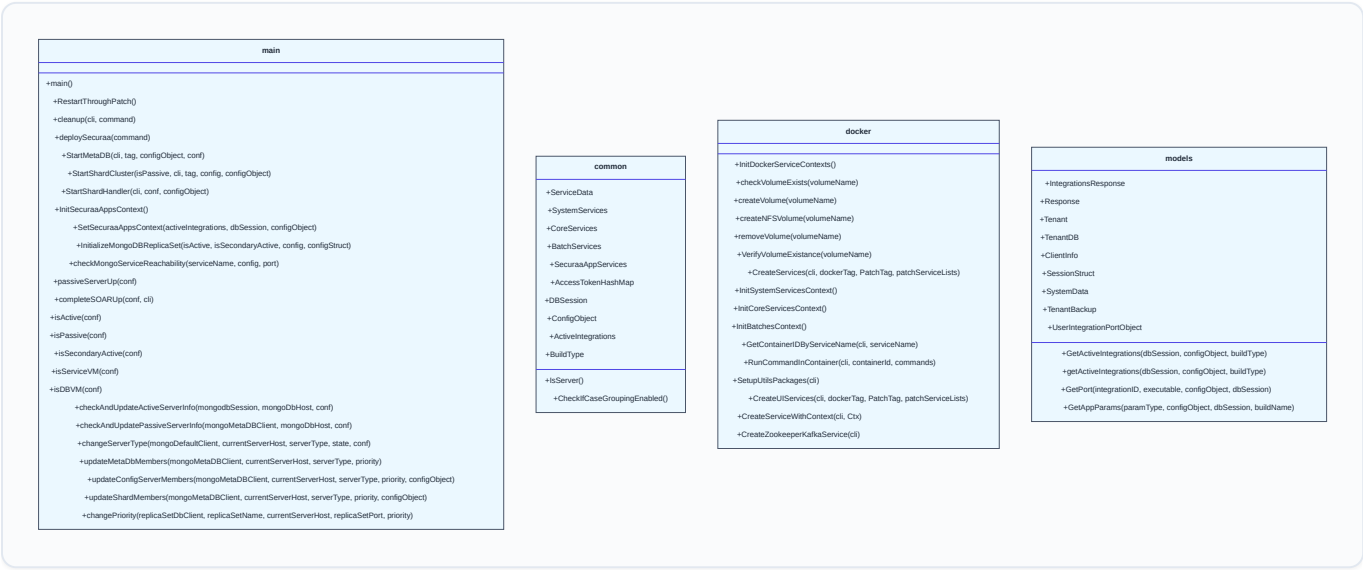 main
+main()
+RestartThroughPatch()
+cleanup(cli, command)
+deploySecuraa(command)
+StartMetaDB(cli, tag, configObject, conf)
+StartShardCluster(isPassive, cli, tag, config, configObject)
+StartShardHandler(cli, conf, configObject)
+InitSecuraaAppsContext()
+SetSecuraaAppsContext(activeIntegrations, dbSession, configObject)
+InitializeMongoDBReplicaSet(isActive, isSecondaryActive, config, configStruct)
+checkMongoServiceReachability(serviceName, config, port)
+passiveServerUp(conf)
+completeSOARUp(conf, cli)
+isActive(conf)
+isPassive(conf)
+isSecondaryActive(conf)
+isServiceVM(conf)
+isDBVM(conf)
+checkAndUpdateActiveServerInfo(mongodbSession, mongoDbHost, conf)
+checkAndUpdatePassiveServerInfo(mongoMetaDBClient, mongoDbHost, conf)
+changeServerType(mongoDefaultClient, currentServerHost, serverType, state, conf)
+updateMetaDbMembers(mongoMetaDBClient, currentServerHost, serverType, priority)
+updateConfigServerMembers(mongoMetaDBClient, currentServerHost, serverType, priority, configObject)
+updateShardMembers(mongoMetaDBClient, currentServerHost, serverType, priority, configObject)
+changePriority(replicaSetDbClient, replicaSetName, currentServerHost, replicaSetPort, priority)
common
+ServiceData
+SystemServices
+CoreServices
+BatchServices
+SecuraaAppServices
+AccessTokenHashMap
+DBSession
+ConfigObject
+ActiveIntegrations
+BuildType
+IsServer()
+CheckIfCaseGroupingEnabled()
docker
+InitDockerServiceContexts()
+checkVolumeExists(volumeName)
+createVolume(volumeName)
+createNFSVolume(volumeName)
+removeVolume(volumeName)
+VerifyVolumeExistance(volumeName)
+CreateServices(cli, dockerTag, PatchTag, patchServiceLists)
+InitSystemServicesContext()
+InitCoreServicesContext()
+InitBatchesContext()
+GetContainerIDByServiceName(cli, serviceName)
+RunCommandInContainer(cli, containerId, commands)
+SetupUtilsPackages(cli)
+CreateUIServices(cli, dockerTag, PatchTag, patchServiceLists)
+CreateServiceWithContext(cli, Ctx)
+CreateZookeeperKafkaService(cli)
models
+IntegrationsResponse
+Response
+Tenant
+TenantDB
+ClientInfo
+SessionStruct
+SystemData
+TenantBackup
+UserIntegrationPortObject
+GetActiveIntegrations(dbSession, configObject, buildType)
+getActiveIntegrations(dbSession, configObject, buildType)
+GetPort(integrationID, executable, configObject, dbSession)
+GetAppParams(paramType, configObject, dbSession, buildName)